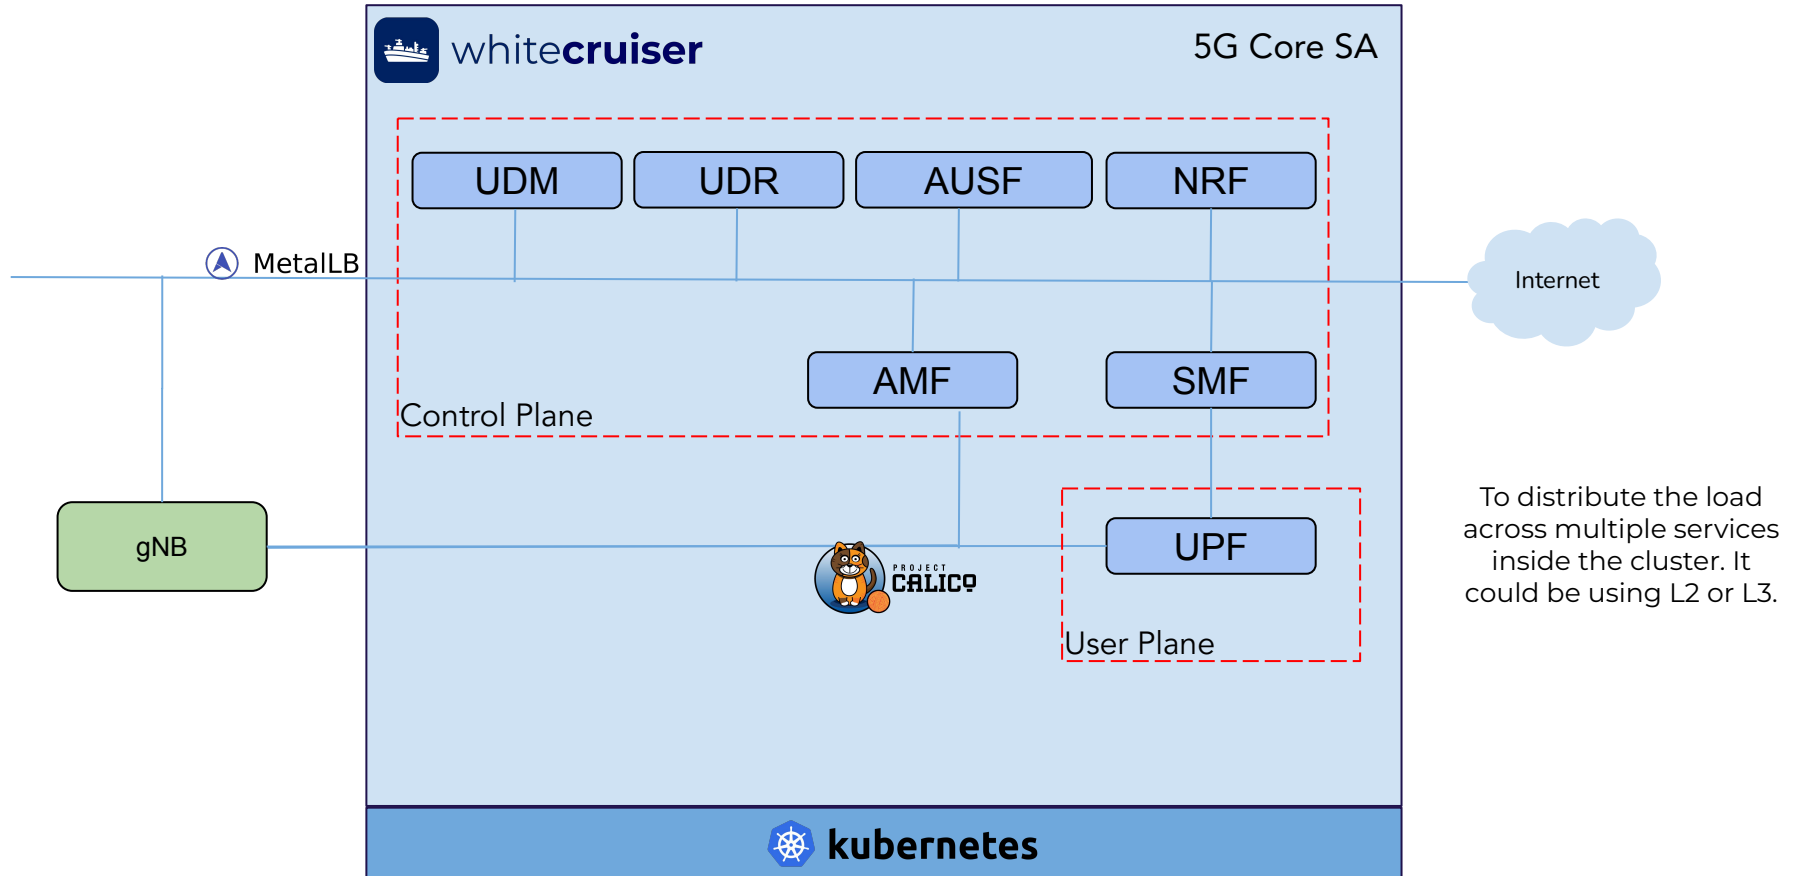 whitecruiser
5G Core SA
UDM
UDR
AUSF
NRF
MetalLB
Internet
AMF
SMF
Control Plane
gNB
PROJECT
CALICO
UPF
User Plane
To distribute the load
across multiple services
inside the cluster. It
could be using L2 or L3.
kubernetes